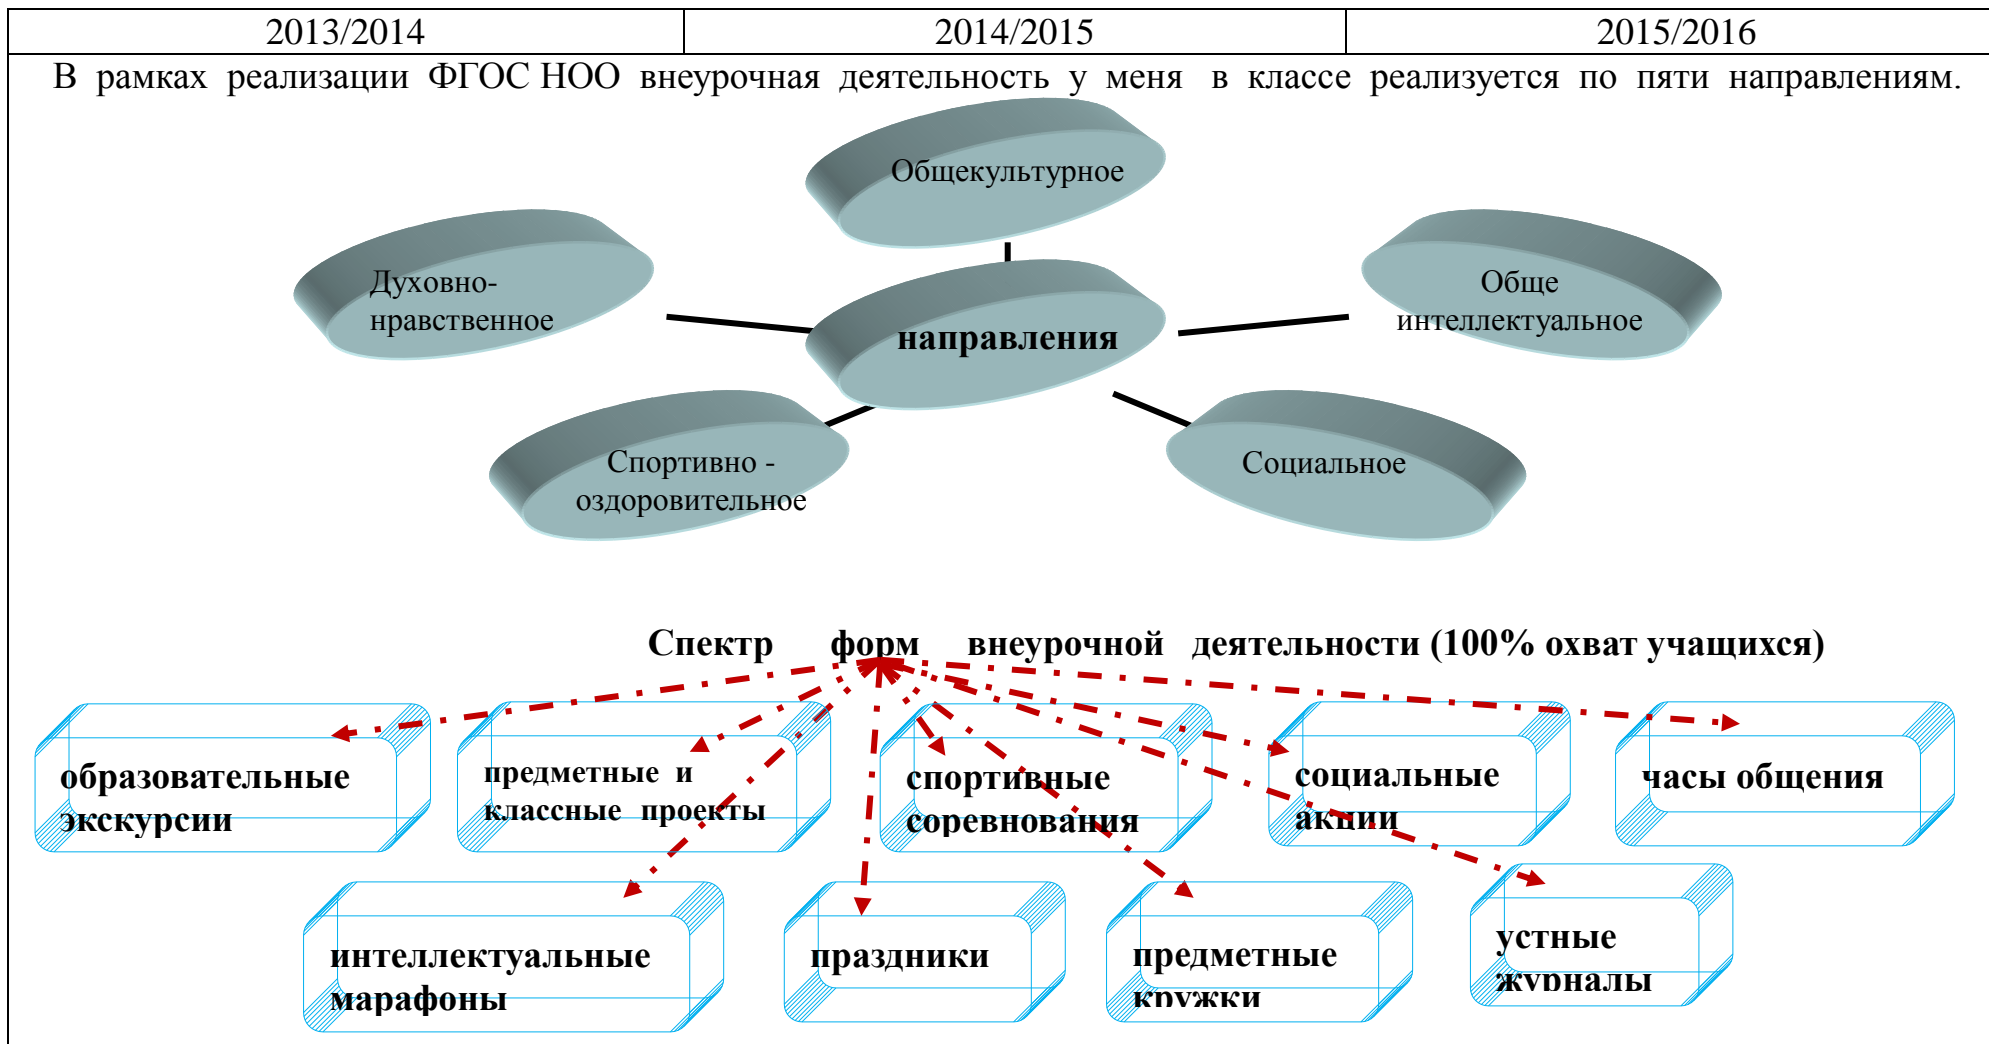 2013/2014
2014/2015
2015/2016
В рамках реализации ФГОС НОО внеурочная деятельность у меня в классе реализуется по пяти направлениям.
Общекультурное
Духовно-
нравственное
Обще
интеллектуальное
направления
Спортивно -
оздоровительное
Социальное
Спектр форм внеурочной деятельности (100% охват учащихся)
образовательные
экскурсии
предметные и
классные проекты
спортивные
соревнования
социальные
акции
часы общения
интеллектуальные
марафоны
праздники
предметные
кружки
устные
журналы